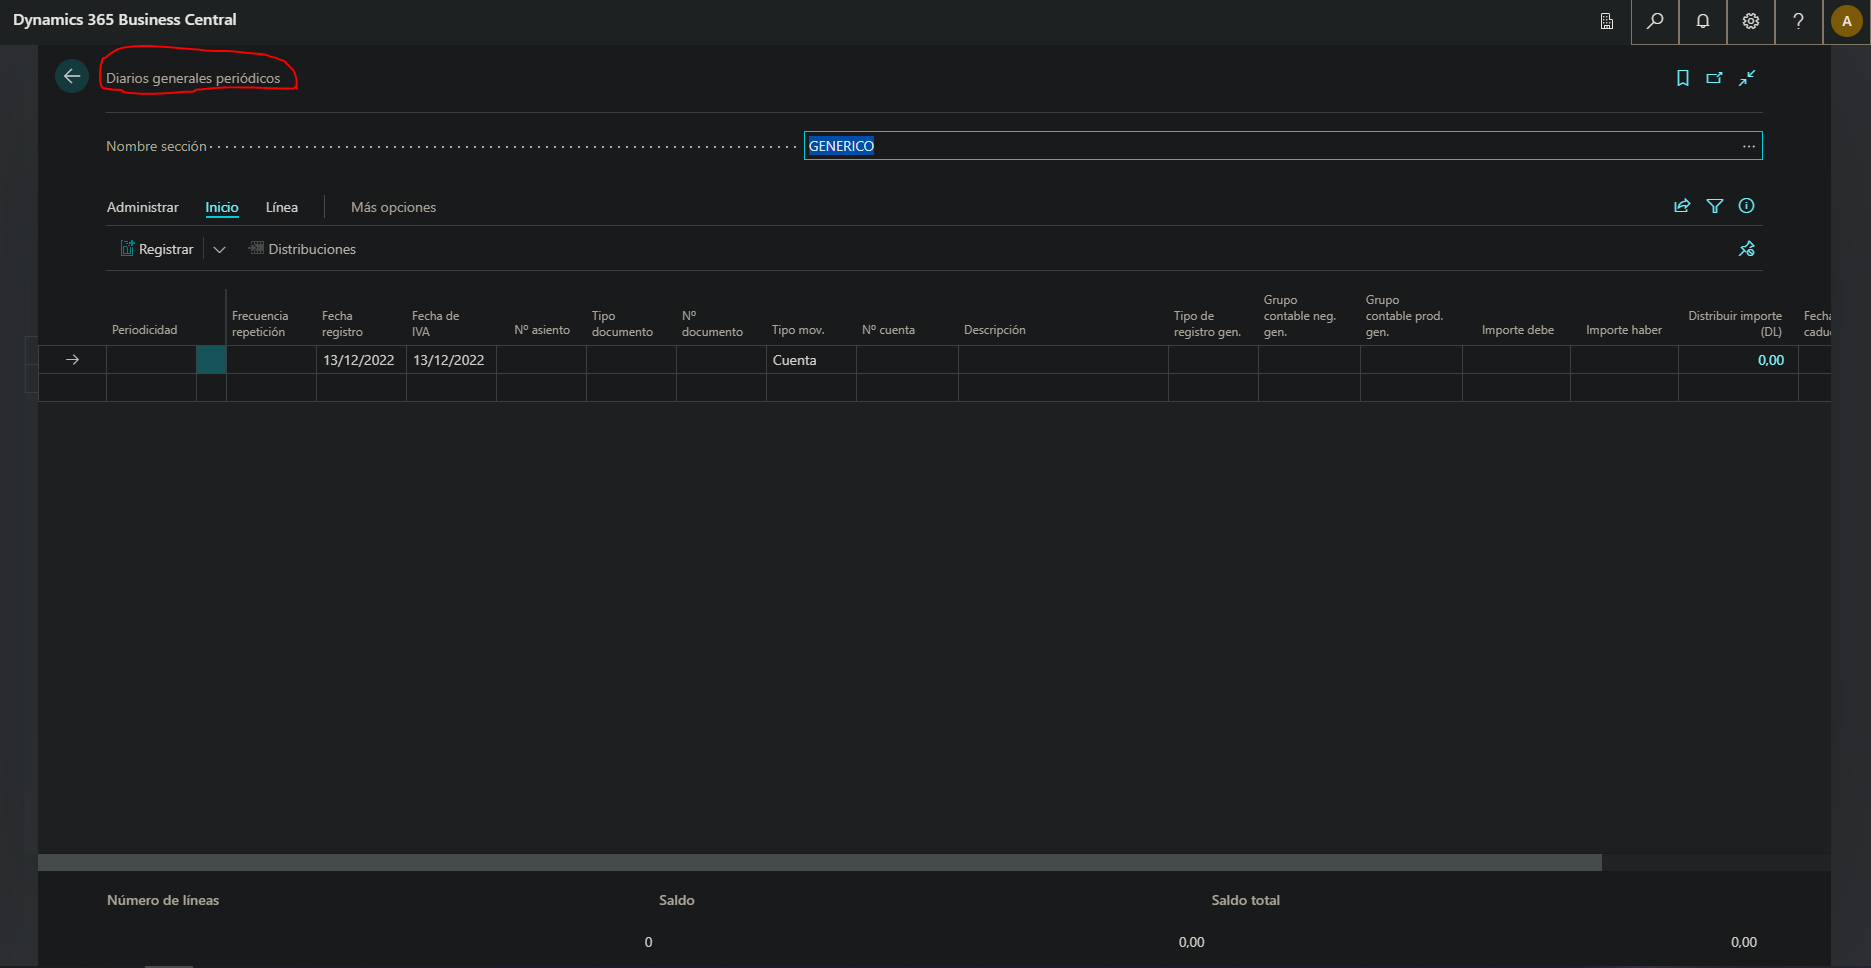 Dynamics 365 Business Central
?
A
Diarios generales periódicos
Nombre sección
GENERICO
Administrar Inicio Línea Más opciones
Registrar Distribuciones
Periodicidad
Frecuencia repetición
Fecha registro
Fecha de IVA
Nº asiento
Tipo documento
Nº documento
Tipo mov.
Nº cuenta
Descripción
Tipo de registro gen.
Grupo contable neg. gen.
Grupo contable prod. gen.
Importe debe
Importe haber
Distribuir importe (DL)
Fecha
13/12/2022 13/12/2022 Cuenta 0,00
Número de líneas Saldo Saldo total
0 0,00 0,00